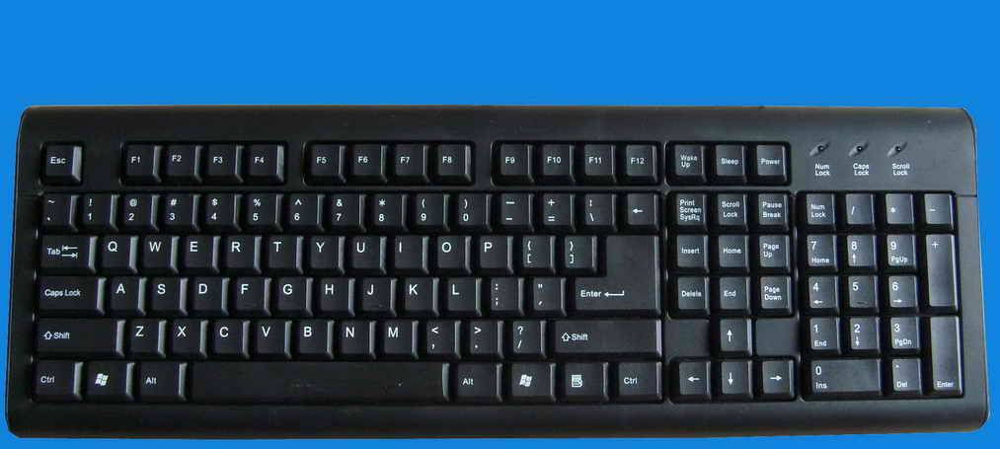 Esc F1 F2 F3 F4 F5 F6 F7 F8 F9 F10 F11 F12 Wake Up Sleep Power Num Lock Caps Lock Scroll Lock
~ ` ! 1 @ 2 # 3 $ 4 % 5 ^ 6 & 7 * 8 ( 9 ) 0 — – + = ¦ \ ← Print Screen SysRq Scroll Lock Pause Break Num Lock / * –
Tab Q W E R T Y U I O P { [ } ] Insert Home Page Up 7 Home 8 ↑ 9 PgUp +
Caps Lock A S D F G H J K L : ; " , Enter Delete End Page Down 4 ← 5 6 →
⇧ Shift Z X C V B N M < , > . ? / ⇧ Shift ↑ 1 End 2 ↓ 3 PgDn
Ctrl Alt Alt Ctrl ← ↓ → 0 Ins . Del Enter